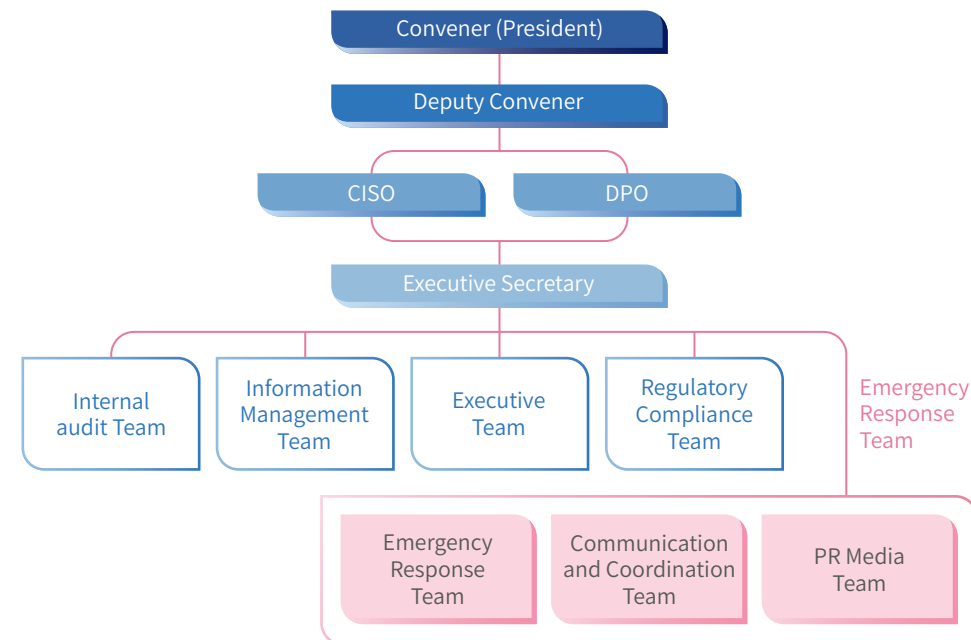 Convener (President)
Deputy Convener
CISO
DPO
Executive Secretary
Internal
audit Team
Information
Management
Team
Executive
Team
Regulatory
Compliance
Team
Emergency
Response
Team
Emergency
Response
Team
Communication
and Coordination
Team
PR Media
Team